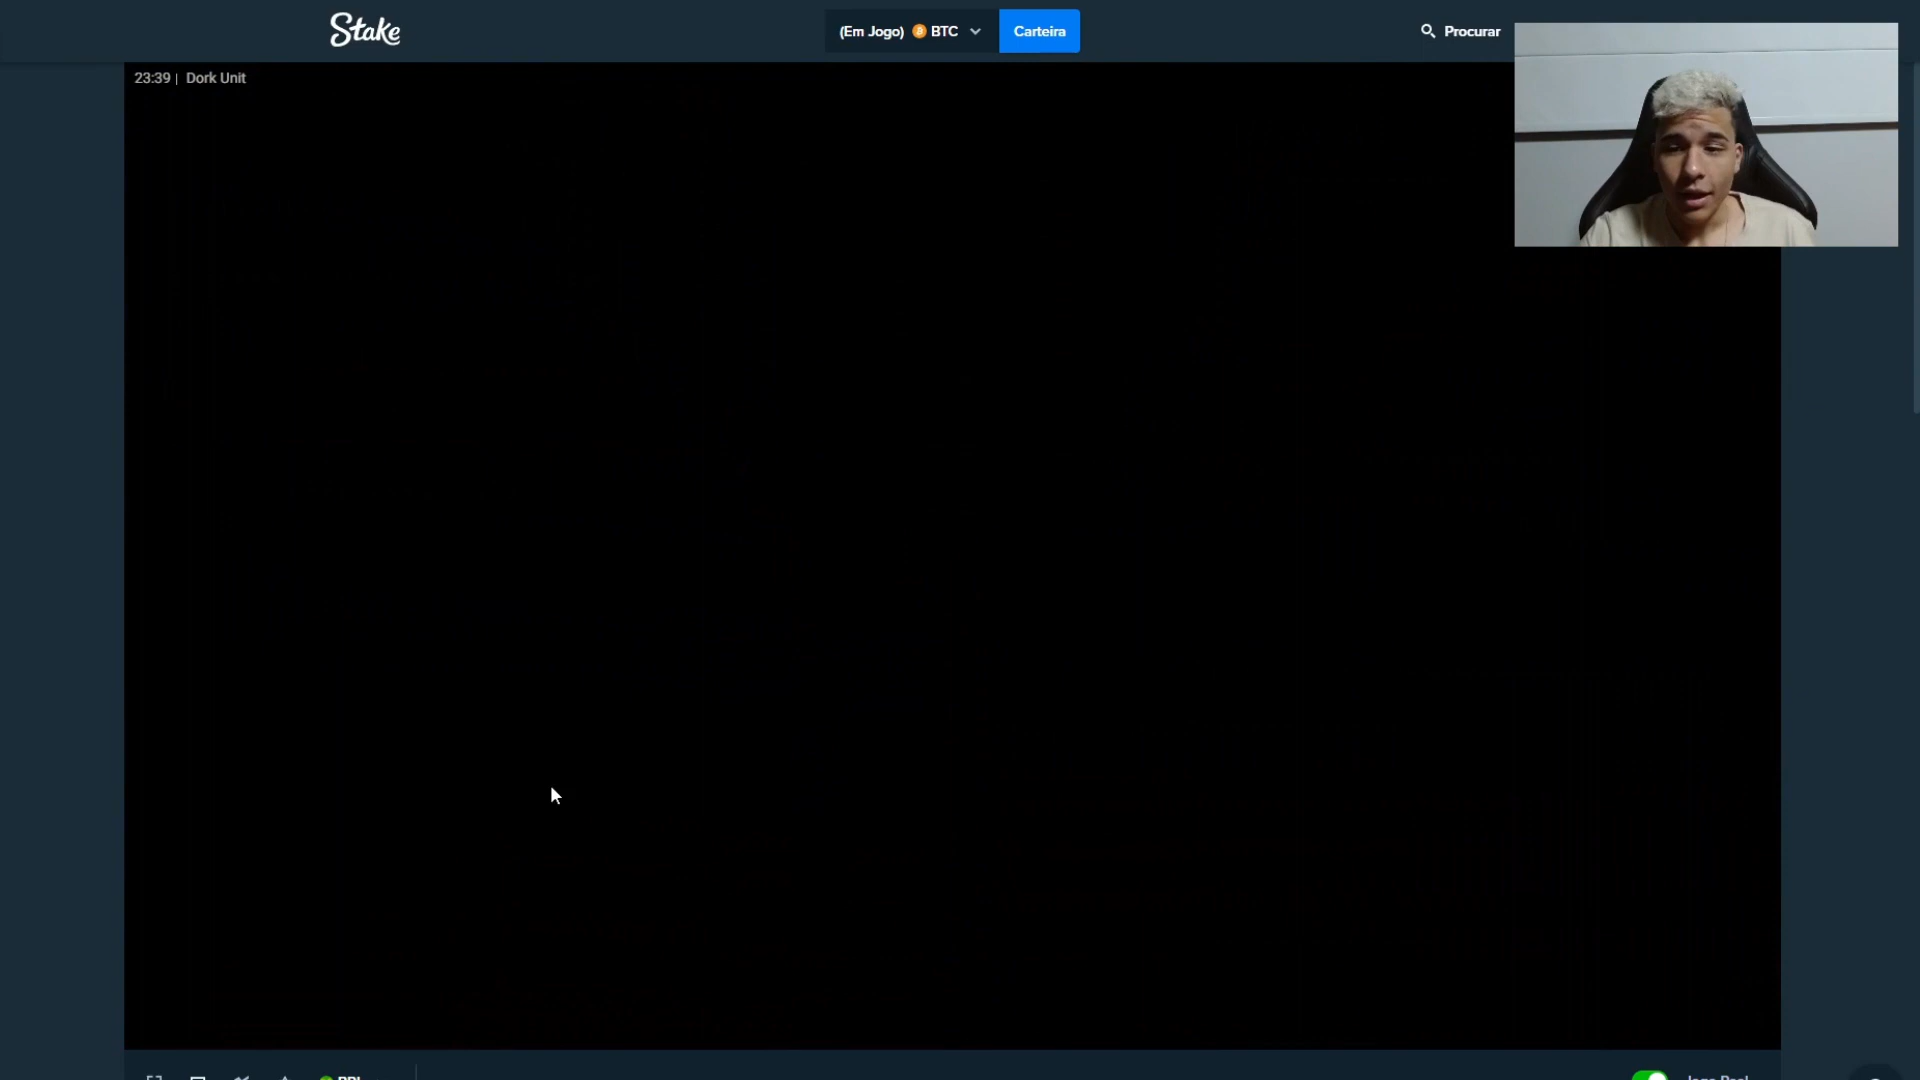 Stake
(Em Jogo) BTC
Carteira
Procurar
23:39 | Dork Unit